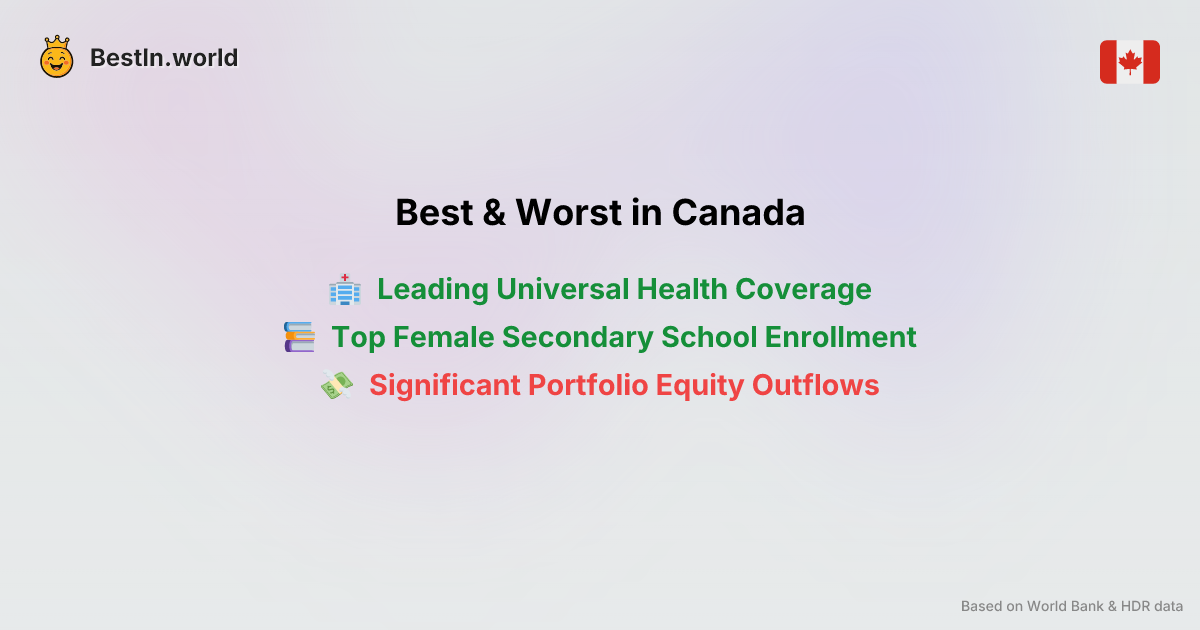 BestIn.world
Best & Worst in Canada
Leading Universal Health Coverage
Top Female Secondary School Enrollment
Significant Portfolio Equity Outflows
Based on World Bank & HDR data